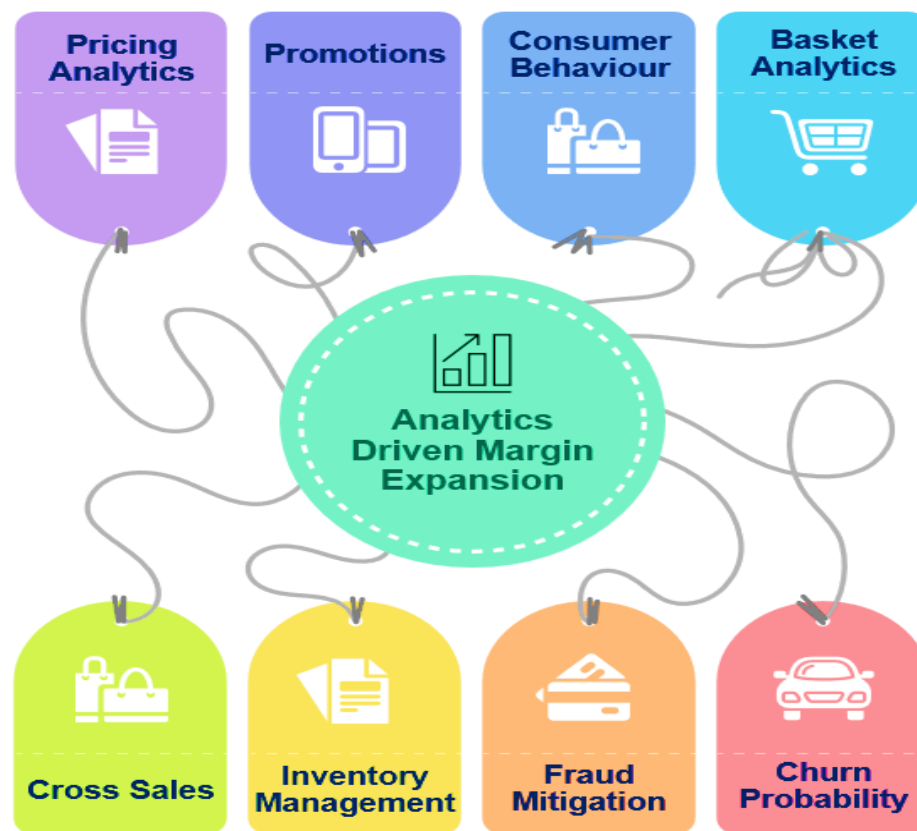 Pricing
Analytics
Promotions
Consumer
Behaviour
Basket
Analytics
Analytics
Driven Margin
Expansion
Cross Sales
Inventory
Management
Fraud
Mitigation
Churn
Probability